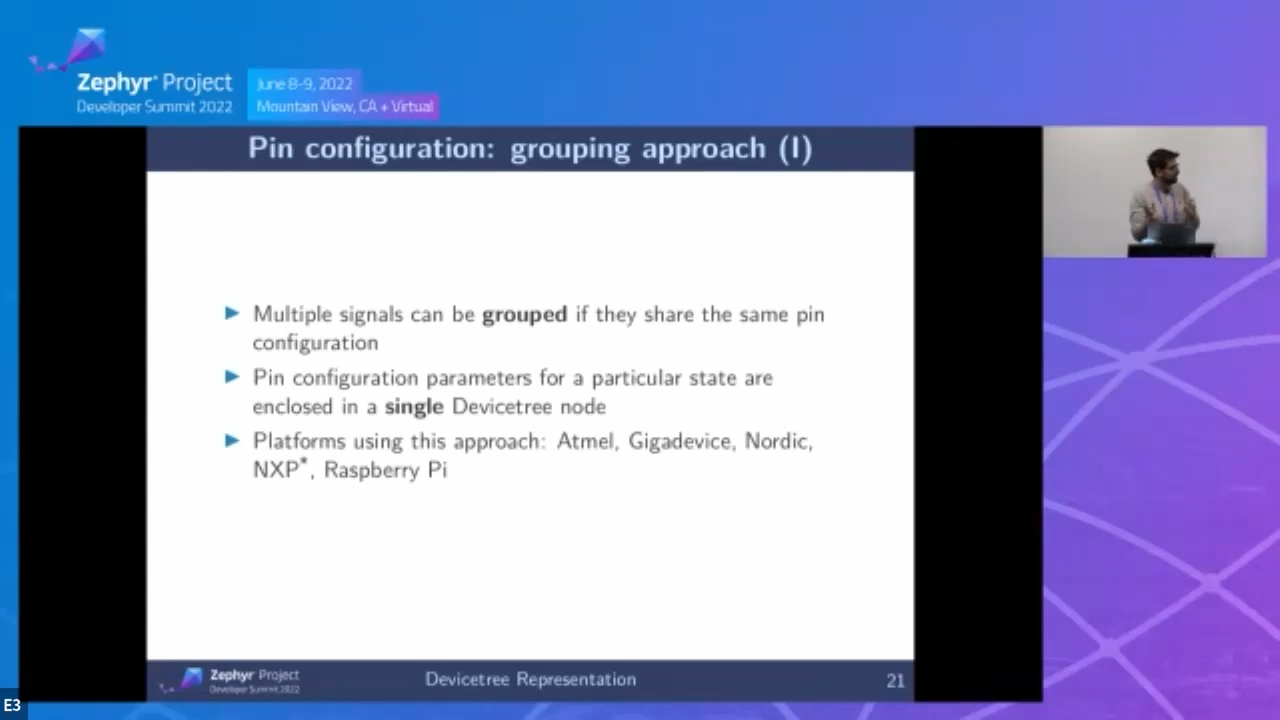 Zephyr® Project
Developer Summit 2022
June 8-9, 2022
Mountain View, CA + Virtual
Pin configuration: grouping approach (I)
Multiple signals can be grouped if they share the same pin
configuration
Pin configuration parameters for a particular state are
enclosed in a single Devicetree node
Platforms using this approach: Atmel, Gigadevice, Nordic,
NXP*, Raspberry Pi
Zephyr Project
Developer Summit 2022
Devicetree Representation
21
E3